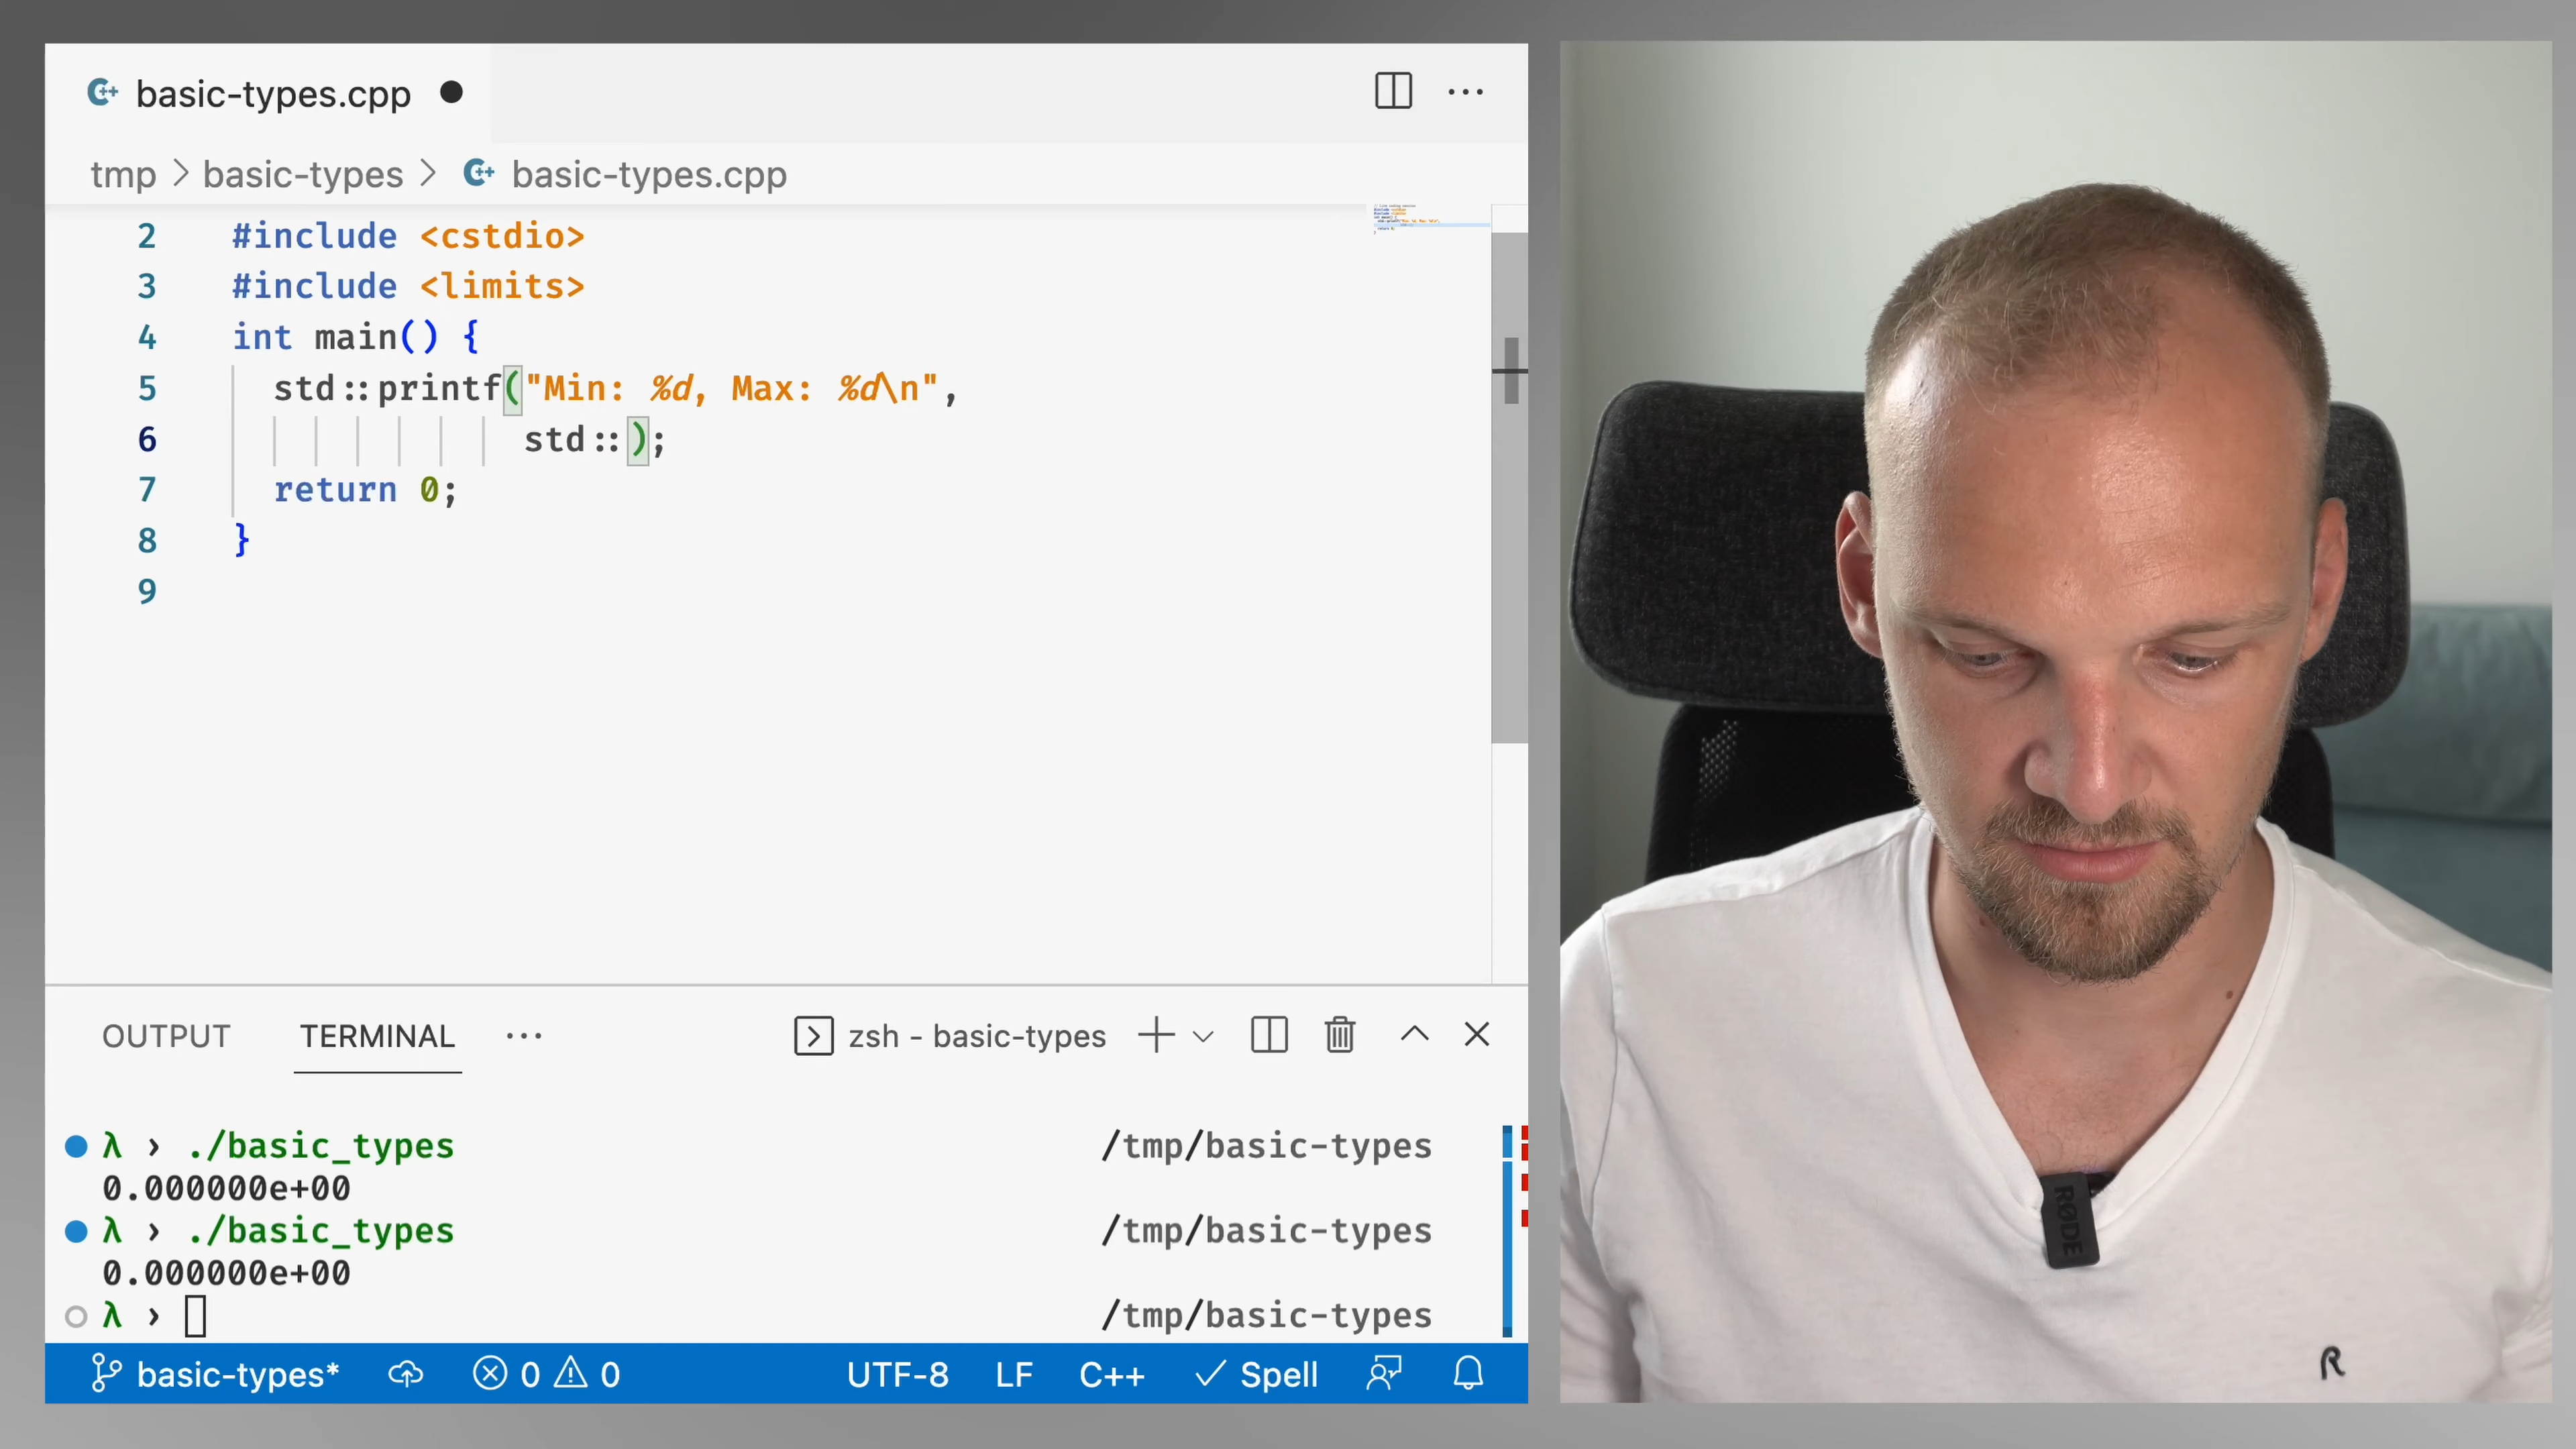 basic-types.cpp
tmp > basic-types > basic-types.cpp
2 #include <cstdio>
3 #include <limits>
4 int main() {
5 std::printf("Min: %d, Max: %d\n",
6 std::);
7 return 0;
8 }
9
OUTPUT TERMINAL zsh - basic-types
λ › ./basic_types /tmp/basic-types
0.000000e+00
λ › ./basic_types /tmp/basic-types
0.000000e+00
λ › /tmp/basic-types
basic-types* 0 0 UTF-8 LF C++ Spell
RØDE
R